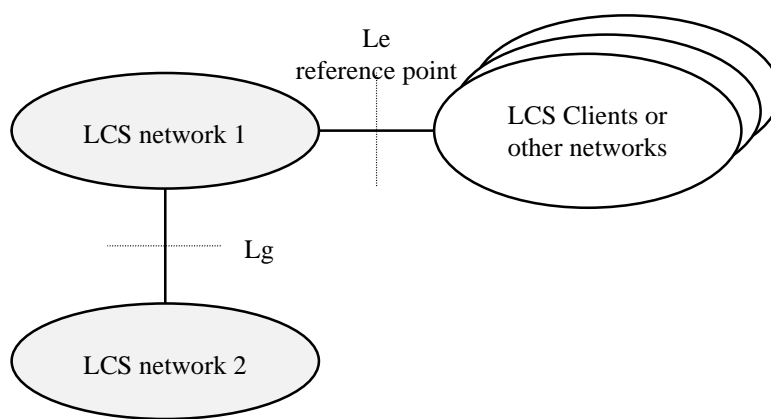 Le
reference point
LCS network 1
LCS Clients or
other networks
Lg
LCS network 2